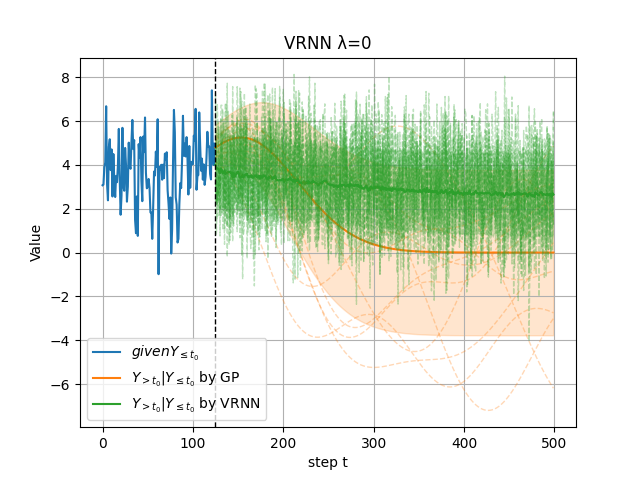 VRNN λ=0
Value
8
6
4
2
0
−2
−4
−6
givenY≤t₀
Y>t₀|Y≤t₀ by GP
Y>t₀|Y≤t₀ by VRNN
0 100 200 300 400 500
step t